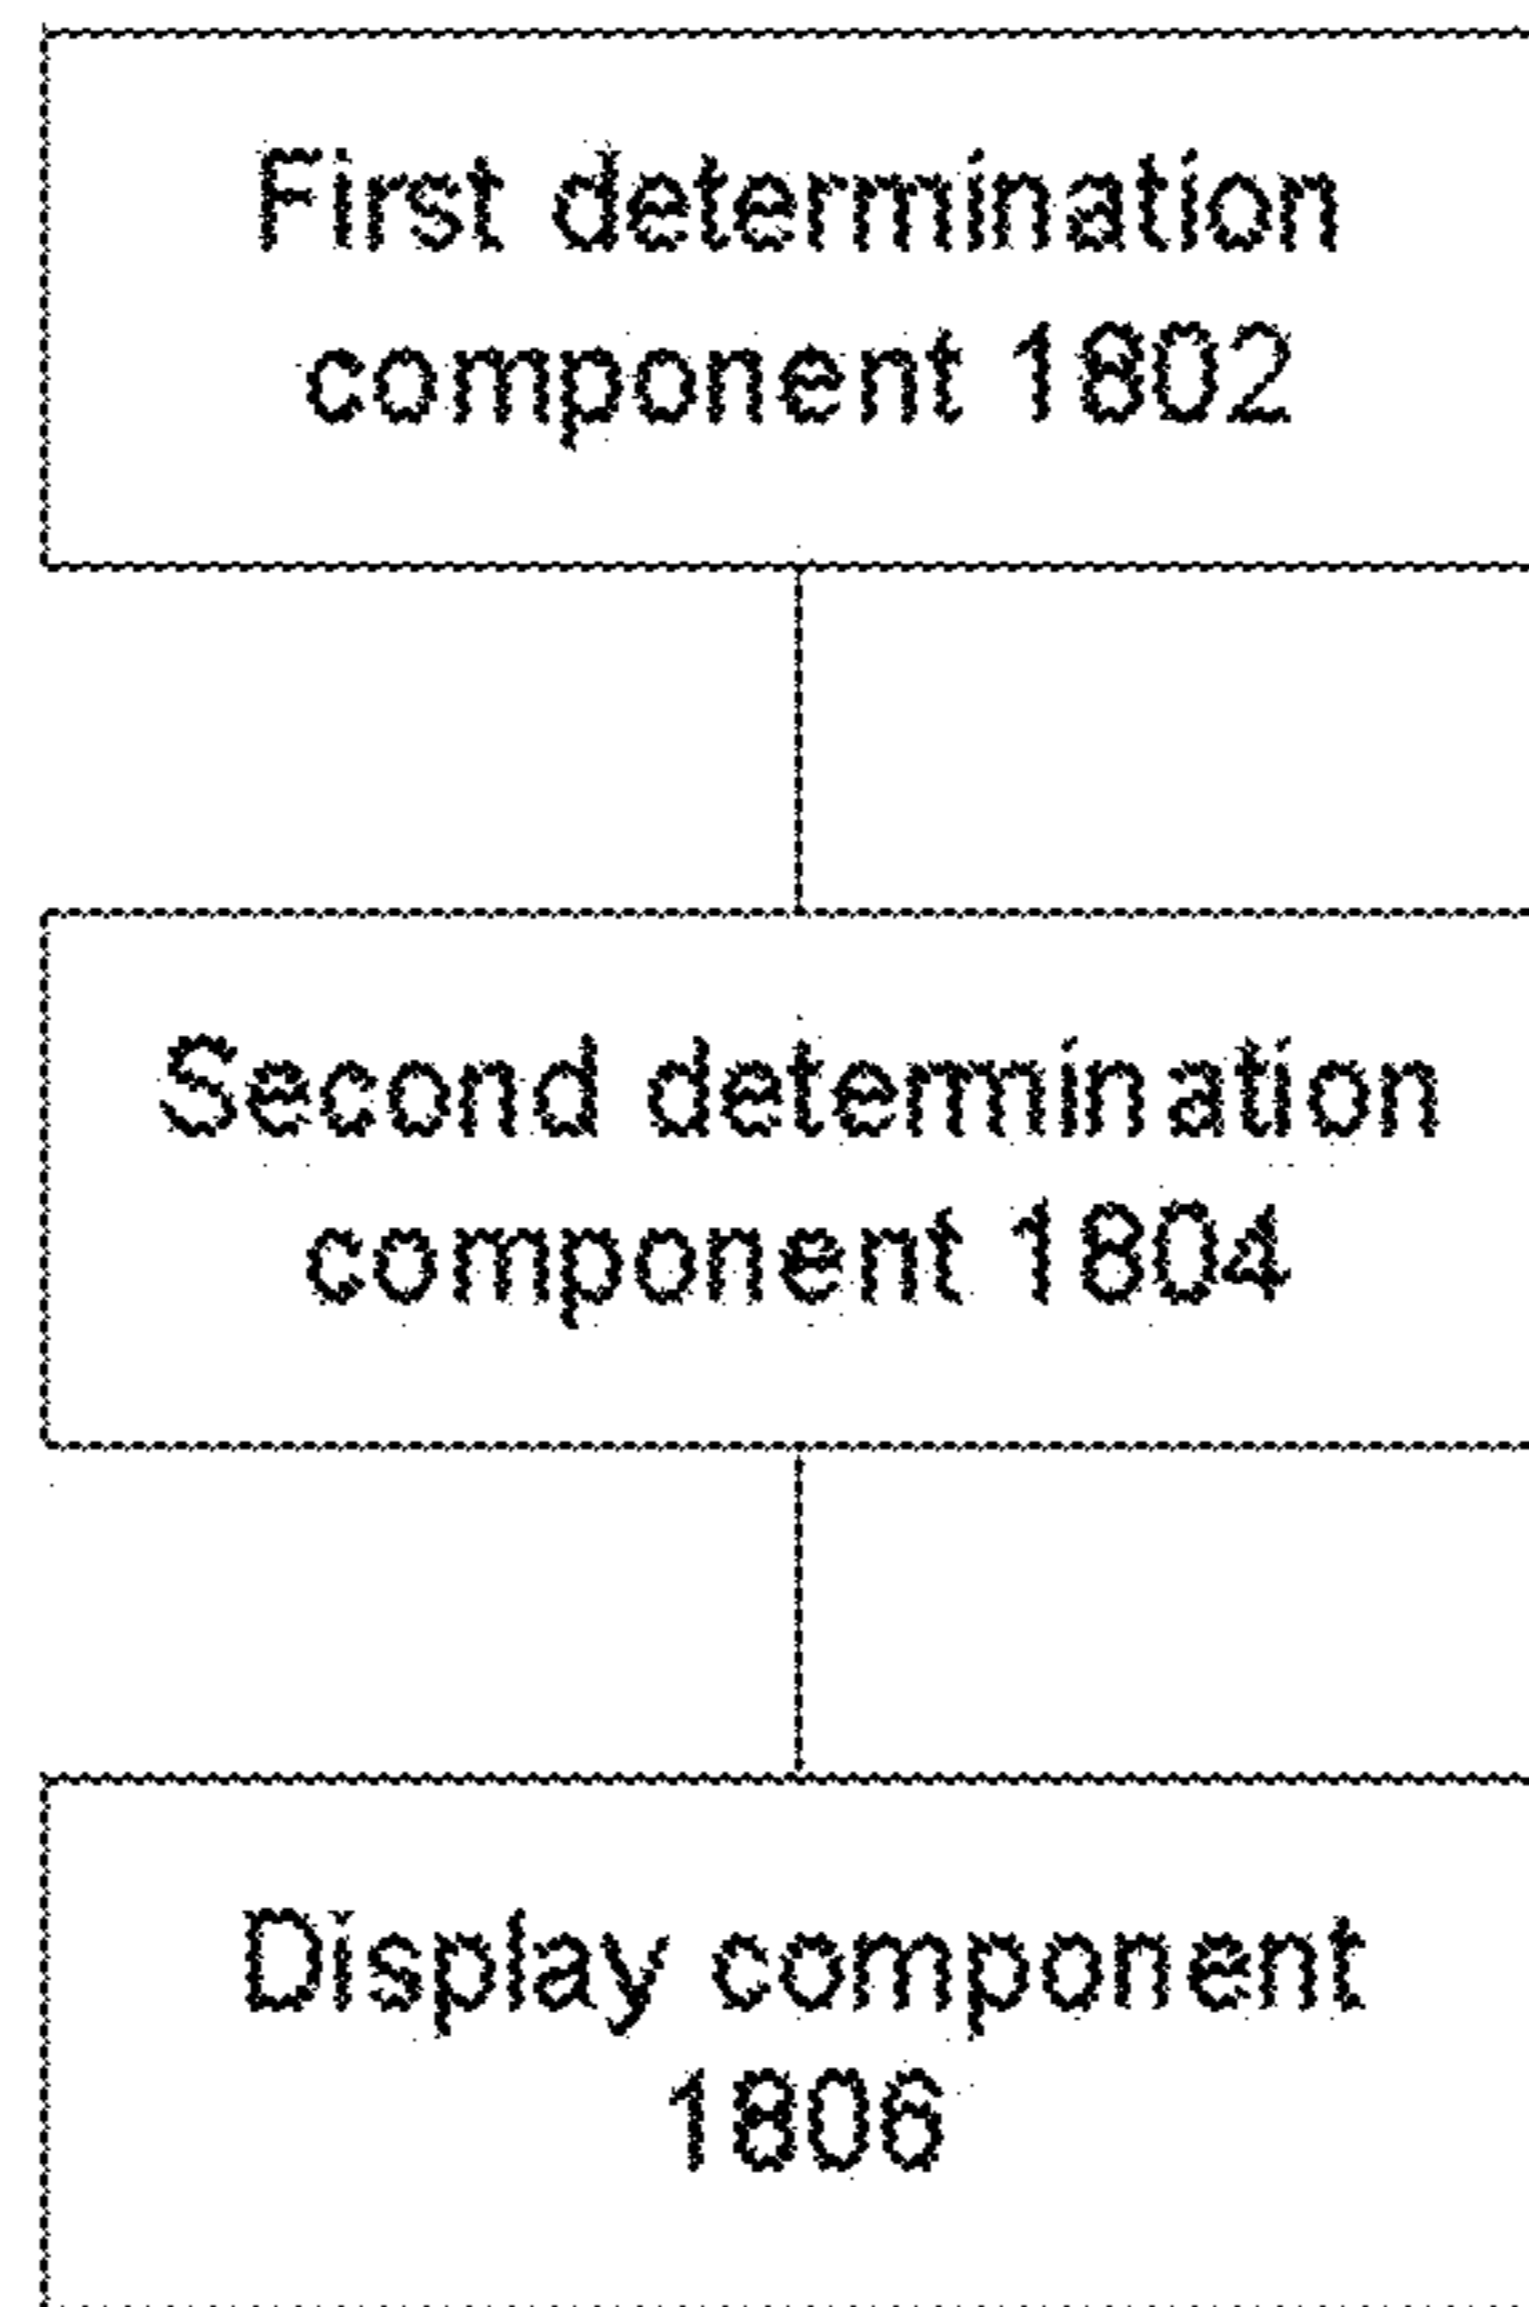 First determination
component 1802
Second determination
component 1804
Display component
1806